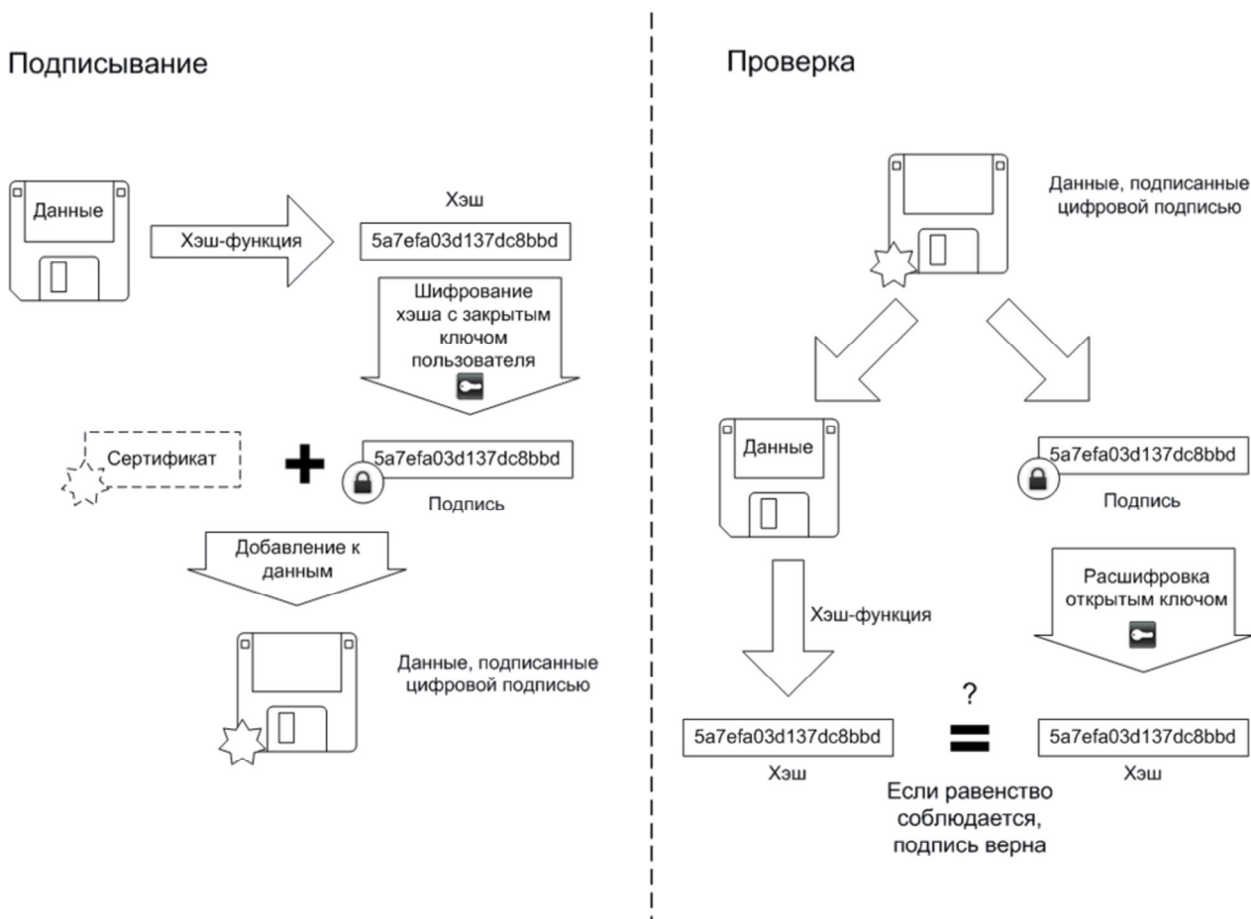 Подписывание
Данные
Хэш-функция
Хэш
5a7efa03d137dc8bbd
Шифрование
хэша с закрытым
ключом
пользователя
Сертификат
5a7efa03d137dc8bbd
Подпись
Добавление к
данным
Данные, подписанные
цифровой подписью
Проверка
Данные, подписанные
цифровой подписью
Данные
5a7efa03d137dc8bbd
Подпись
Хэш-функция
Расшифровка
открытым ключом
?
5a7efa03d137dc8bbd
=
5a7efa03d137dc8bbd
Хэш
Хэш
Если равенство
соблюдается,
подпись верна